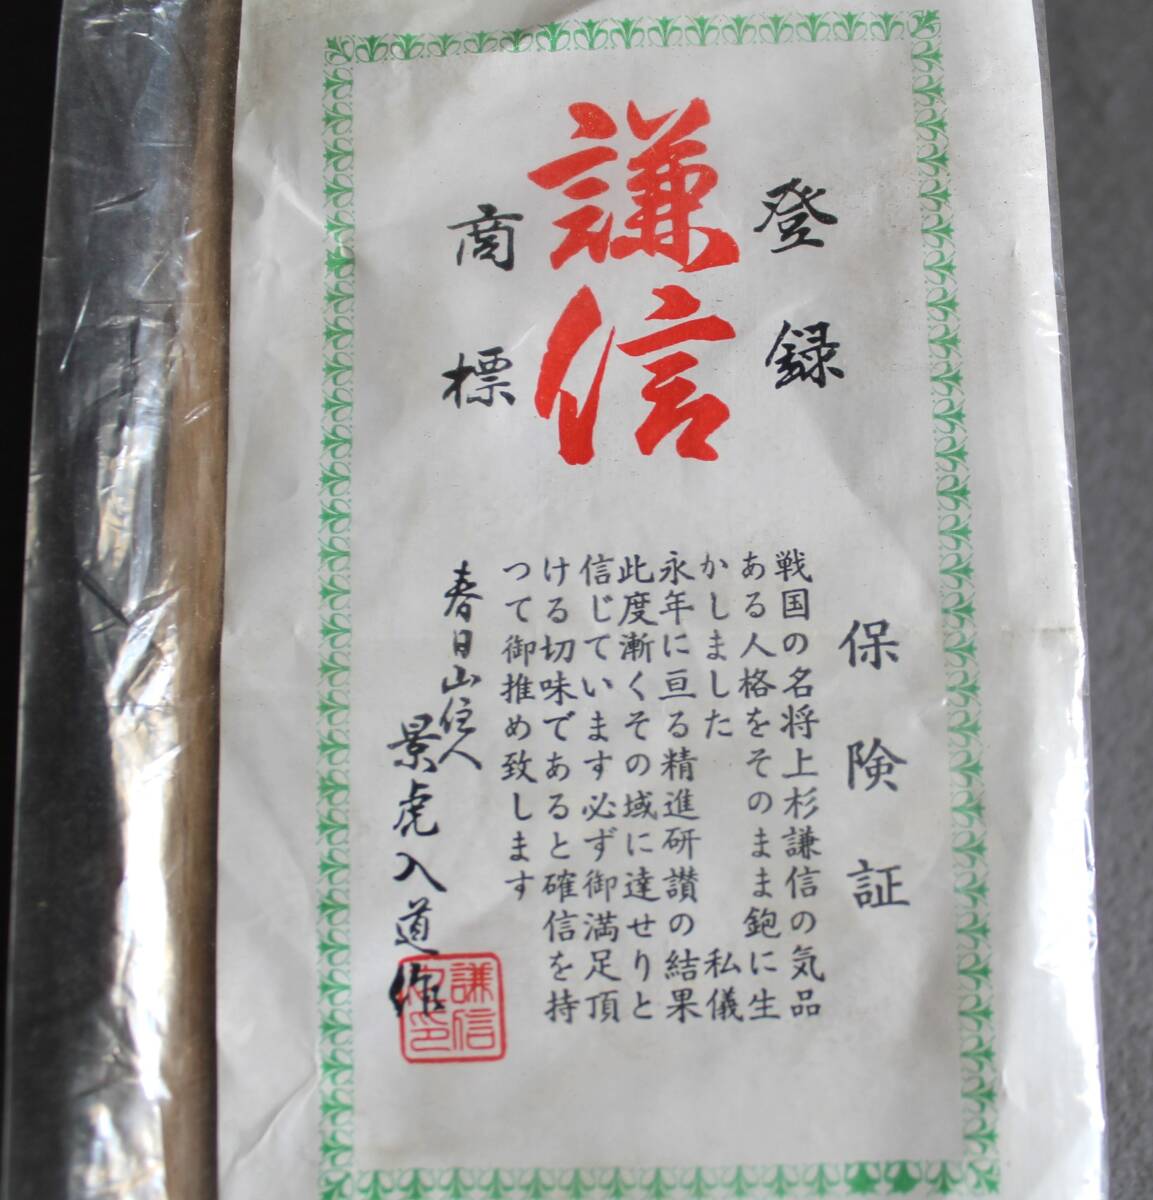 登録
謙信
商標
保険証
戦国の名将上杉謙信の気品
ある人格をそのまま鉋に生
かしました　私儀
永年に亘る精進研讃の結果
此度漸くその域に達せりと
信じています必ず御満足頂
ける切味であると確信を持
つて御推め致します
春日山住人
景虎入道作
謙信